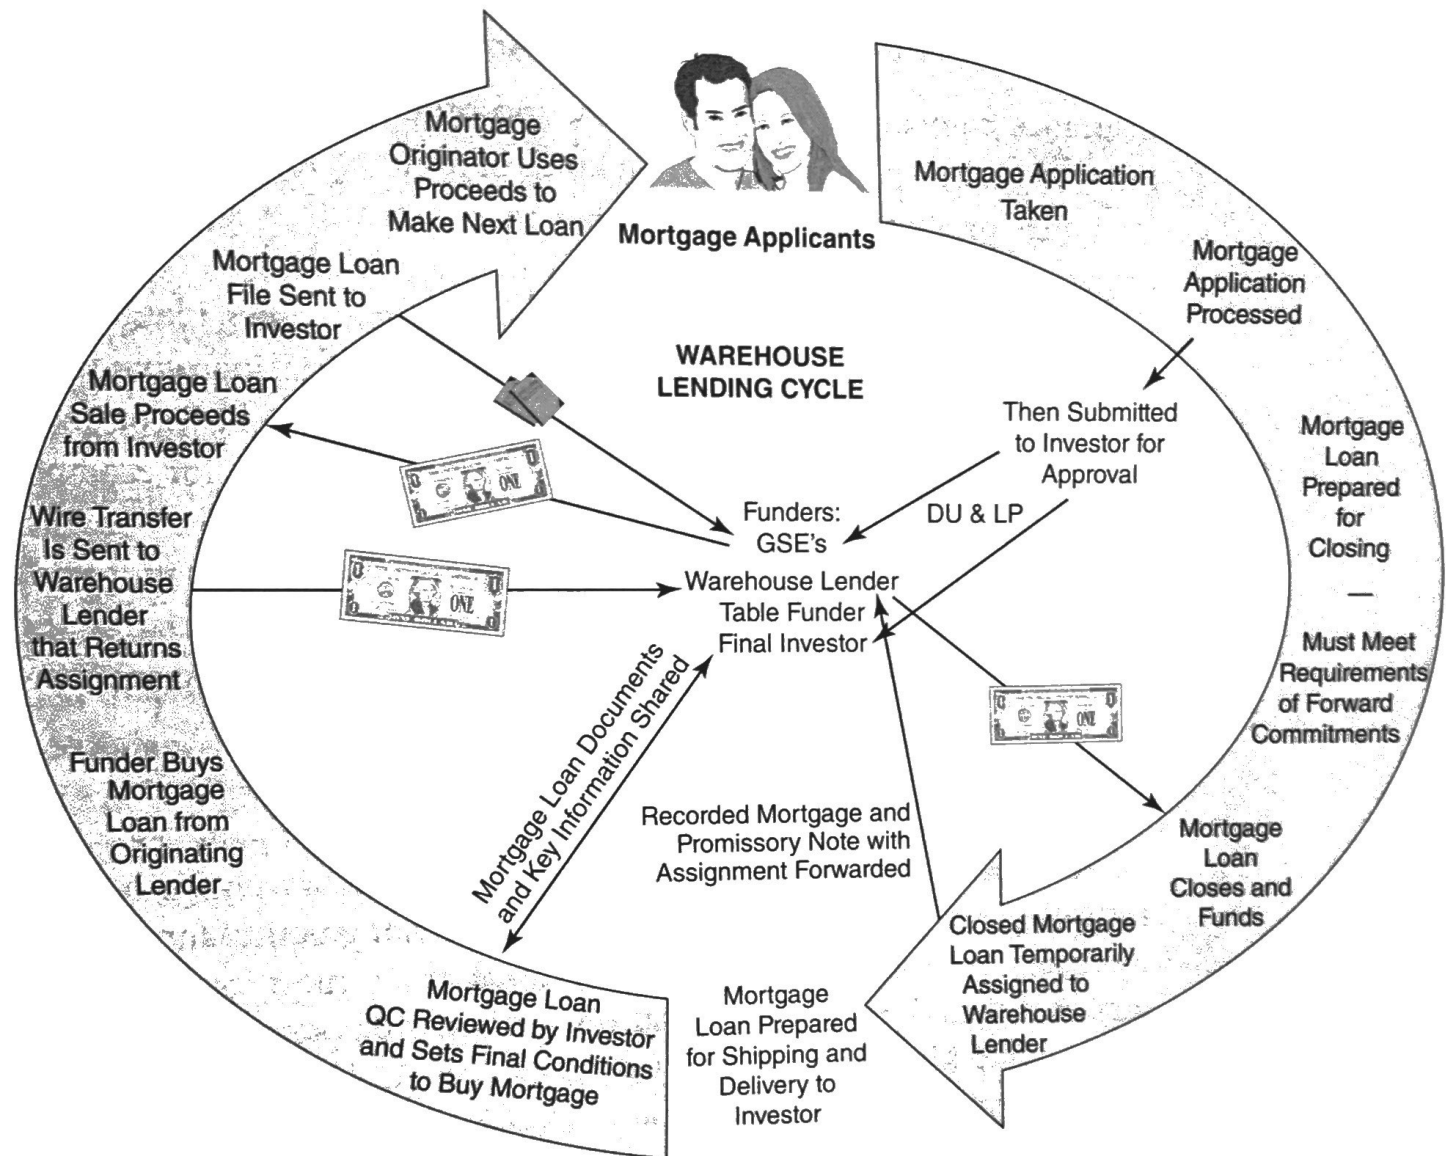 Mortgage Applicants
WAREHOUSE
LENDING CYCLE
Mortgage Application
Taken
Mortgage
Application
Processed
Then Submitted
to Investor for
Approval
DU & LP
Mortgage
Loan
Prepared
for
Closing
—
Must Meet
Requirements
of Forward
Commitments
Mortgage
Loan
Closes and
Funds
Closed Mortgage
Loan Temporarily
Assigned to
Warehouse
Lender
Recorded Mortgage and
Promissory Note with
Assignment Forwarded
Mortgage
Loan Prepared
for Shipping and
Delivery to
Investor
Mortgage Loan
QC Reviewed by Investor
and Sets Final Conditions
to Buy Mortgage
Mortgage Loan Documents
and Key Information Shared
Funder Buys
Mortgage
Loan from
Originating
Lender
Wire Transfer
Is Sent to
Warehouse
Lender
that Returns
Assignment
Mortgage Loan
Sale Proceeds
from Investor
Mortgage Loan
File Sent to
Investor
Mortgage
Originator Uses
Proceeds to
Make Next Loan
Funders:
GSE's
Warehouse Lender
Table Funder
Final Investor
ONE
ONE
ONE